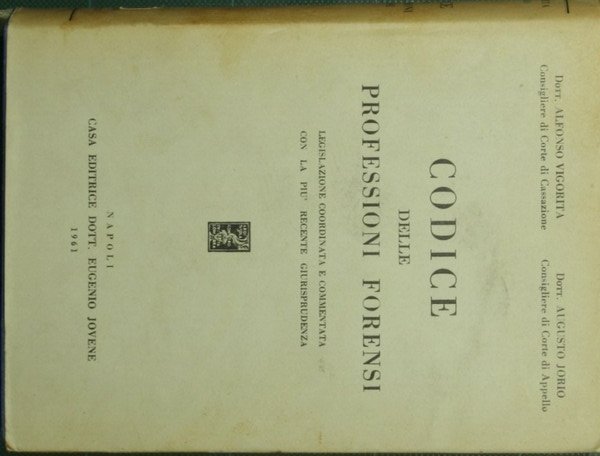 Dott. ALFONSO VIGORITA
Consigliere di Corte di Cassazione
Dott. AUGUSTO JORIO
Consigliere di Corte di Appello
CODICE
DELLE
PROFESSIONI FORENSI
LEGISLAZIONE COORDINATA E COMMENTATA
CON LA PIU' RECENTE GIURISPRUDENZA
NAPOLI
CASA EDITRICE DOTT. EUGENIO JOVENE
1961